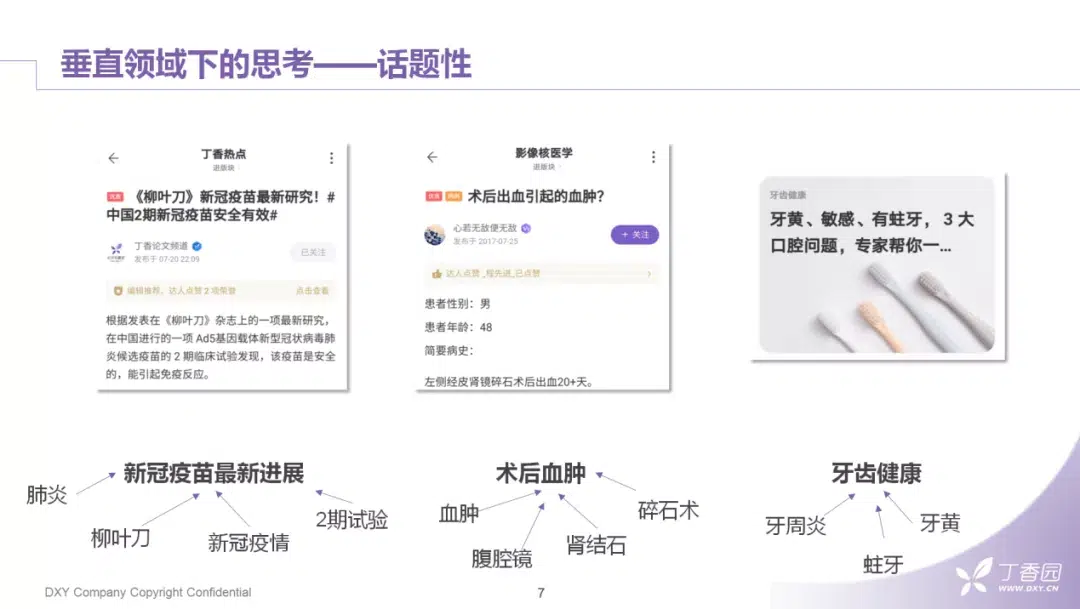 垂直领域下的思考——话题性
丁香热点
进版块
《柳叶刀》新冠疫苗最新研究！#
中国2期新冠疫苗安全有效#
丁香论文频道
发布于 07-20 22:09
已关注
编辑推荐，达人点赞 2 项荣誉
点击查看
根据发表在《柳叶刀》杂志上的一项最新研究，
在中国进行的一项 Ad5基因载体新型冠状病毒肺
炎候选疫苗的 2 期临床试验发现，该疫苗是安全
的，能引起免疫反应。
影像核医学
进版块
术后出血引起的血肿？
心若无敌便无敌
发布于 2017-07-25
+ 关注
达人点赞
已点赞
患者性别：男
患者年龄：48
简要病史：
左侧经皮肾镜碎石术后出血20+天。
牙齿健康
牙黄、敏感、有蛀牙，3 大
口腔问题，专家帮你一...
新冠疫苗最新进展
肺炎
柳叶刀
新冠疫情
2期试验
术后血肿
血肿
腹腔镜
肾结石
碎石术
牙齿健康
牙周炎
蛀牙
牙黄
DXY Company Copyright Confidential
7
丁香园
WWW.DXY.CN